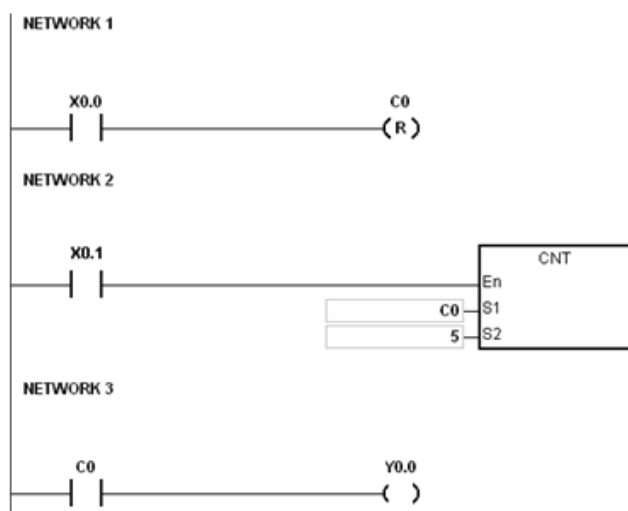 NETWORK 1
X0.0 C0
R
NETWORK 2
X0.1
CNT
En
C0 S1
5 S2
NETWORK 3
C0 Y0.0